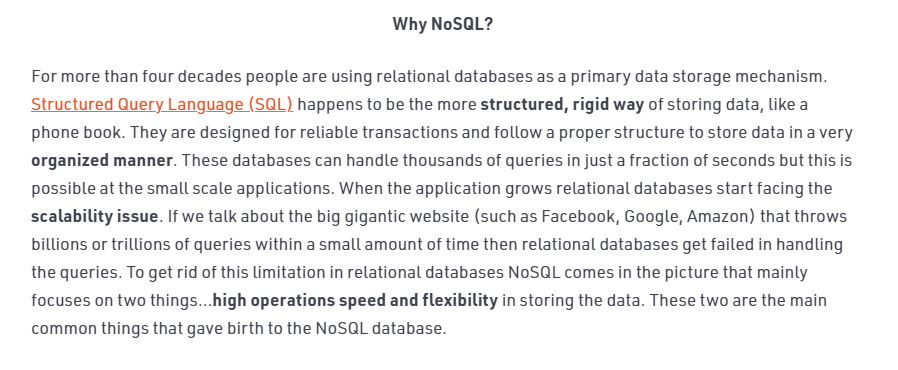 Why NoSQL?
For more than four decades people are using relational databases as a primary data storage mechanism.
Structured Query Language (SQL) happens to be the more structured, rigid way of storing data, like a
phone book. They are designed for reliable transactions and follow a proper structure to store data in a very
organized manner. These databases can handle thousands of queries in just a fraction of seconds but this is
possible at the small scale applications. When the application grows relational databases start facing the
scalability issue. If we talk about the big gigantic website (such as Facebook, Google, Amazon) that throws
billions or trillions of queries within a small amount of time then relational databases get failed in handling
the queries. To get rid of this limitation in relational databases NoSQL comes in the picture that mainly
focuses on two things...high operations speed and flexibility in storing the data. These two are the main
common things that gave birth to the NoSQL database.